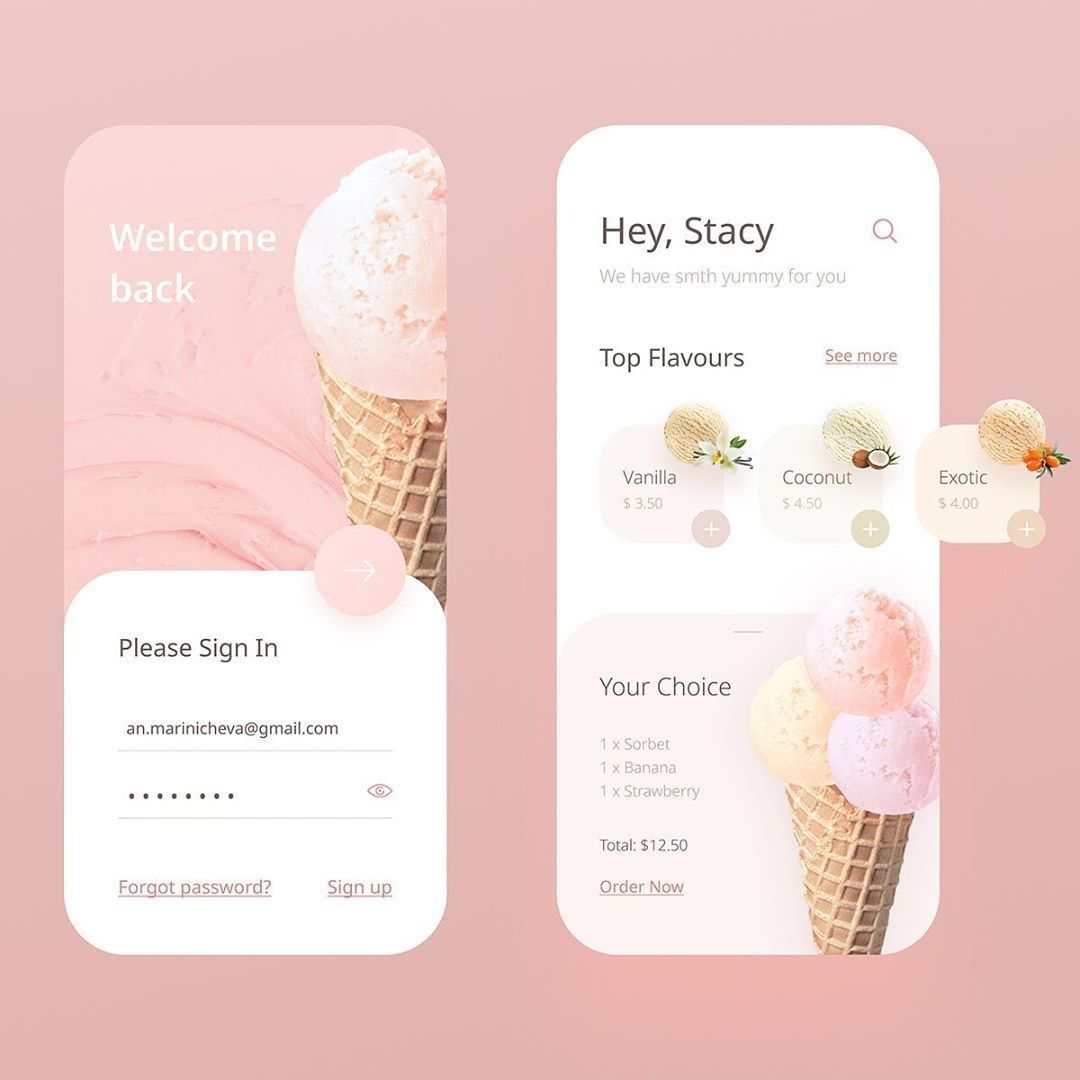 Welcome
back
Please Sign In
an.marinicheva@gmail.com
Forgot password?
Sign up
Hey, Stacy
We have smth yummy for you
Top Flavours
See more
Vanilla
$ 3.50
Coconut
$ 4.50
Exotic
$ 4.00
Your Choice
1 x Sorbet
1 x Banana
1 x Strawberry
Total: $12.50
Order Now